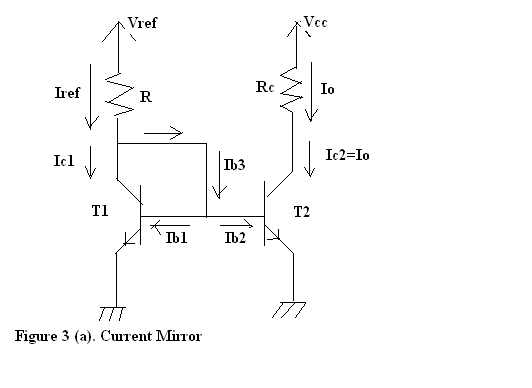 Vref
Vcc
Iref
R
Rc
Io
Ic1
Ib3
Ic2=Io
T1
T2
Ib1
Ib2
Figure 3 (a). Current Mirror